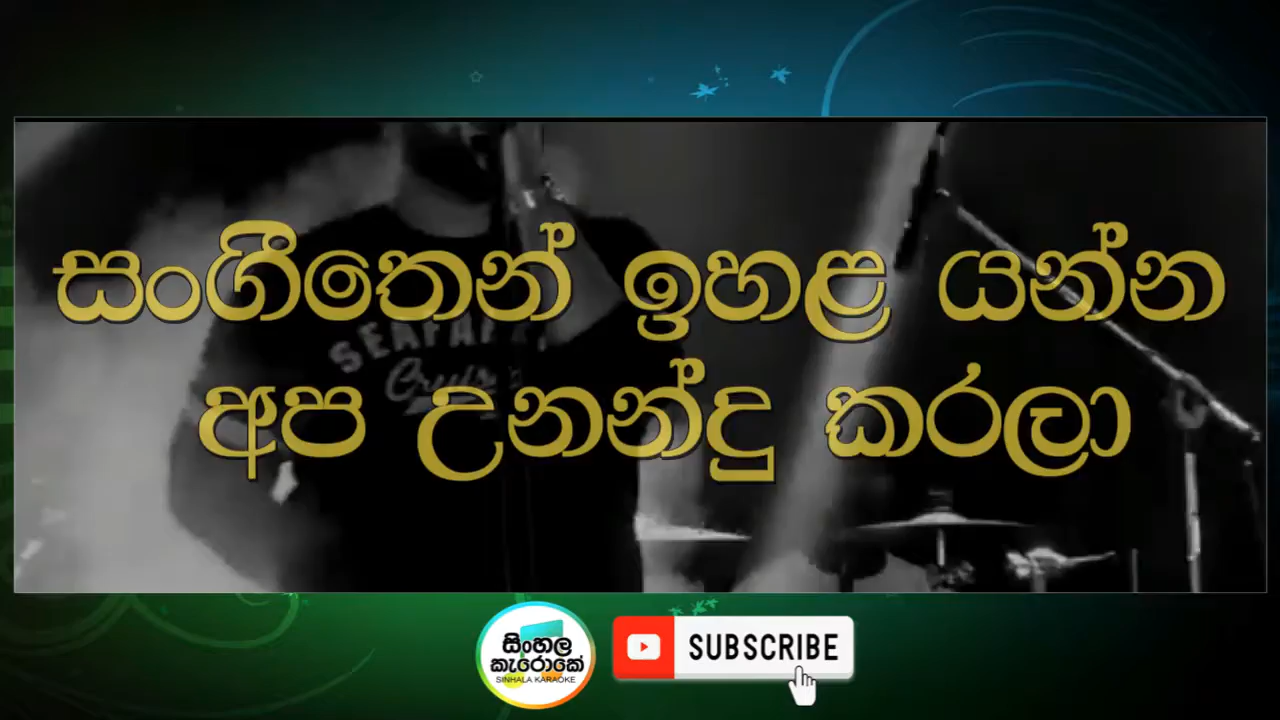 සංගීතෙන් ඉහළ යන්න
අප උනන්දු කරලා
සිංහල
කැරොකේ
SINHALA KARAOKE
SUBSCRIBE